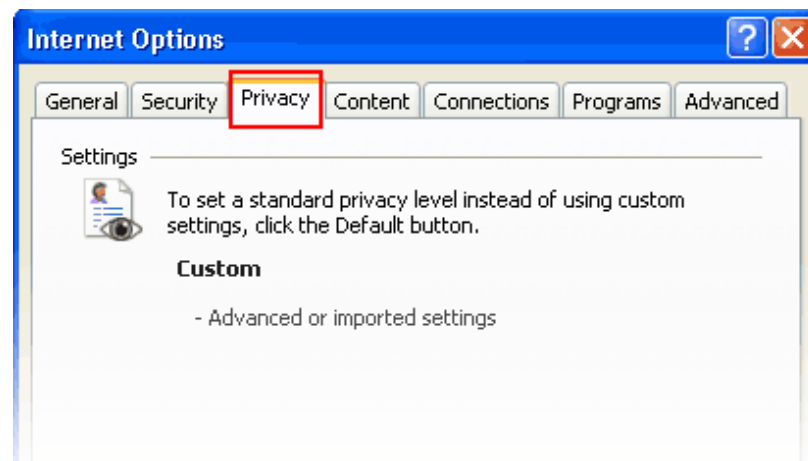 Internet Options
General Security Privacy Content Connections Programs Advanced
Settings
To set a standard privacy level instead of using custom
settings, click the Default button.
Custom
- Advanced or imported settings